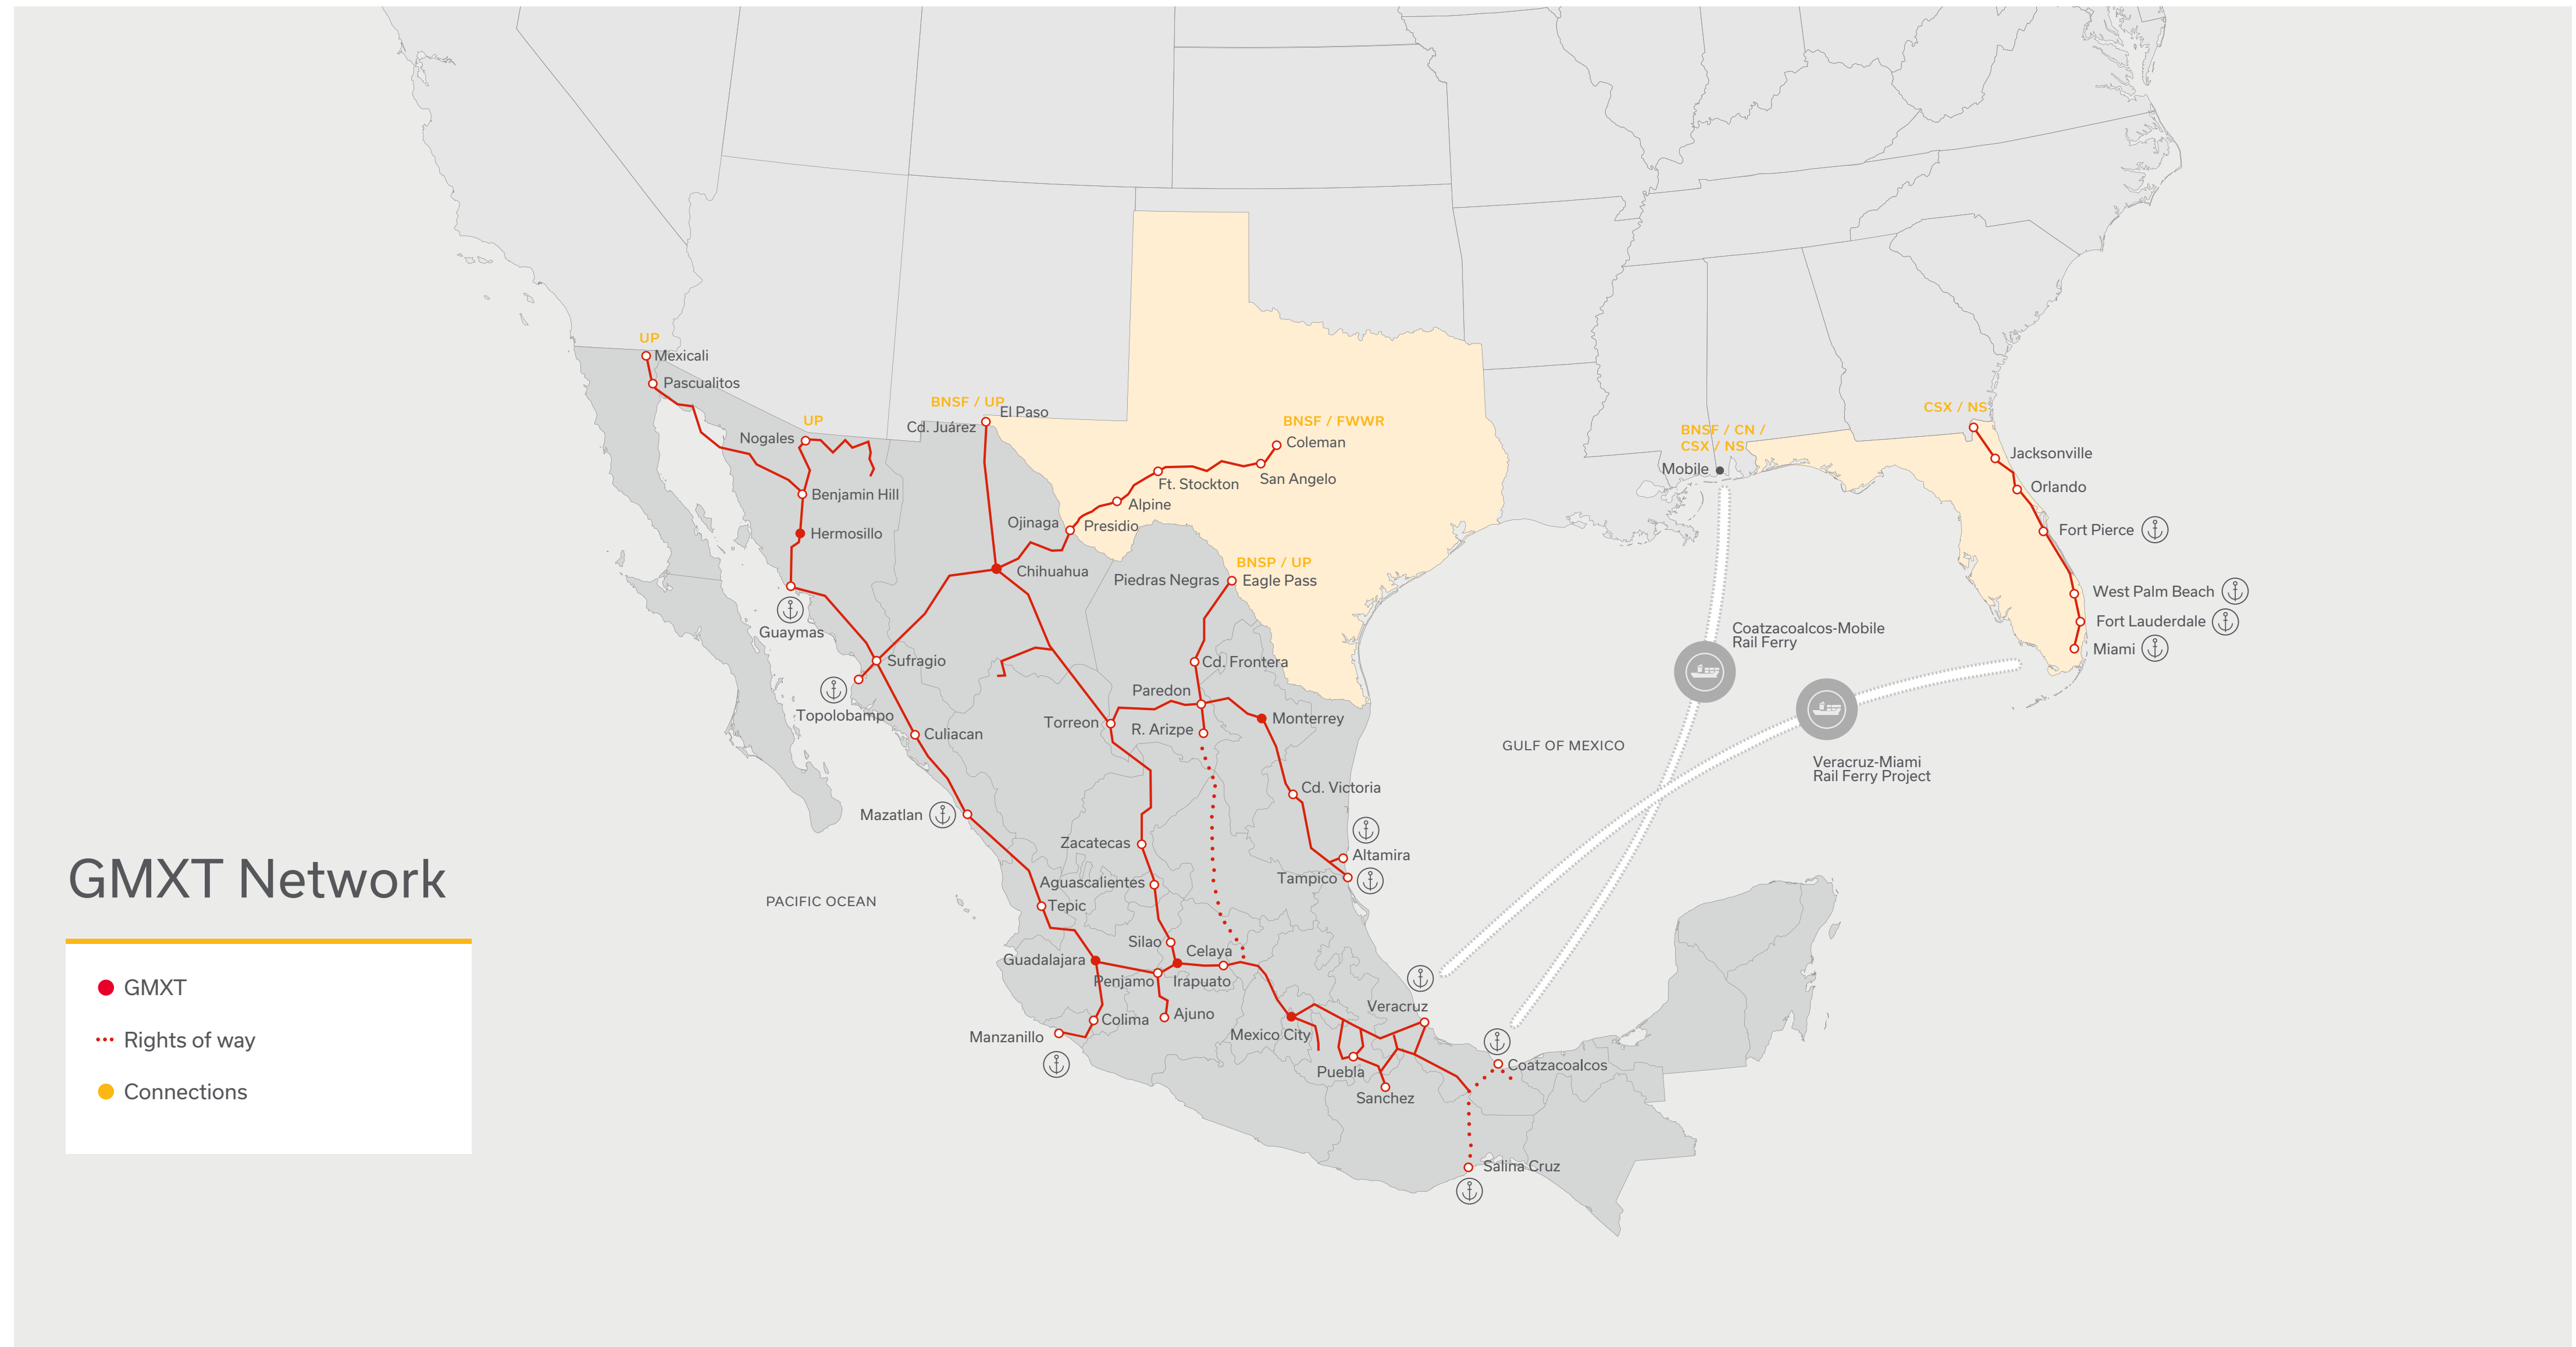 UP
Mexicali
Pascualitos
UP
Nogales
Benjamin Hill
Hermosillo
Guaymas
BNSF / UP
El Paso
Cd. Juárez
BNSF / FWWR
Coleman
San Angelo
Ft. Stockton
Alpine
Ojinaga
Presidio
Chihuahua
BNSP / UP
Piedras Negras
Eagle Pass
BNSF / CN /
CSX / NS
Mobile
CSX / NS
Jacksonville
Orlando
Fort Pierce
West Palm Beach
Fort Lauderdale
Miami
Coatzacoalcos-Mobile
Rail Ferry
Veracruz-Miami
Rail Ferry Project
GULF OF MEXICO
Sufragio
Topolobampo
Culiacan
Mazatlan
Cd. Frontera
Paredon
Torreon
R. Arizpe
Monterrey
Cd. Victoria
Altamira
Tampico
Zacatecas
Aguascalientes
PACIFIC OCEAN
Tepic
Silao
Celaya
Guadalajara
Penjamo
Irapuato
Ajuno
Colima
Manzanillo
Mexico City
Veracruz
Puebla
Sanchez
Coatzacoalcos
Salina Cruz
GMXT Network
GMXT
Rights of way
Connections